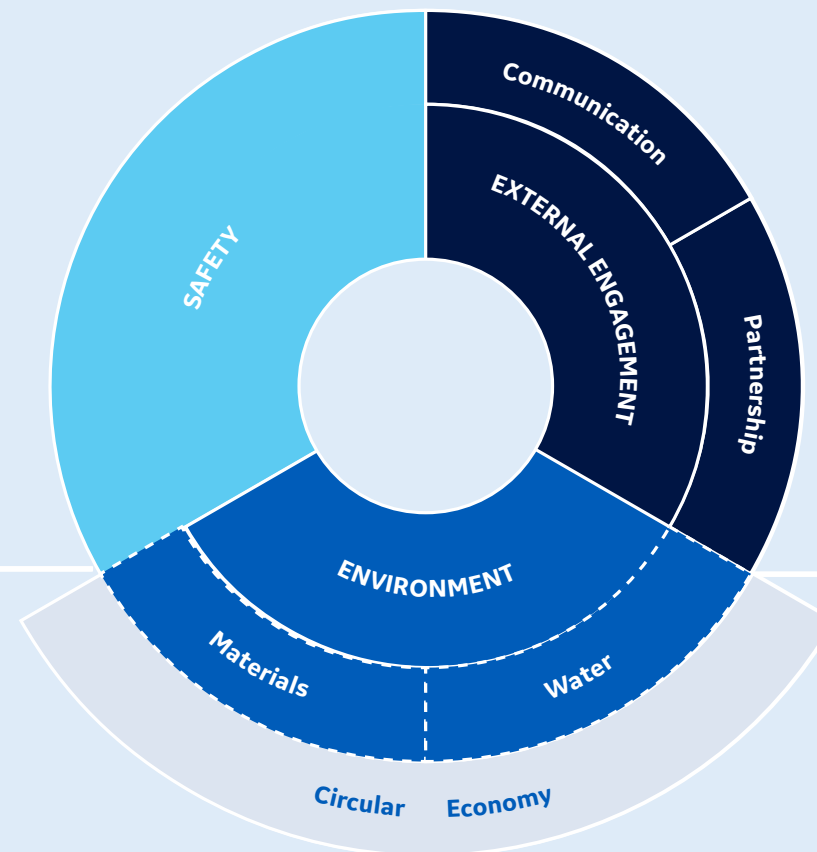 Communication
EXTERNAL ENGAGEMENT
SAFETY
Partnership
ENVIRONMENT
Materials
Water
Circular Economy